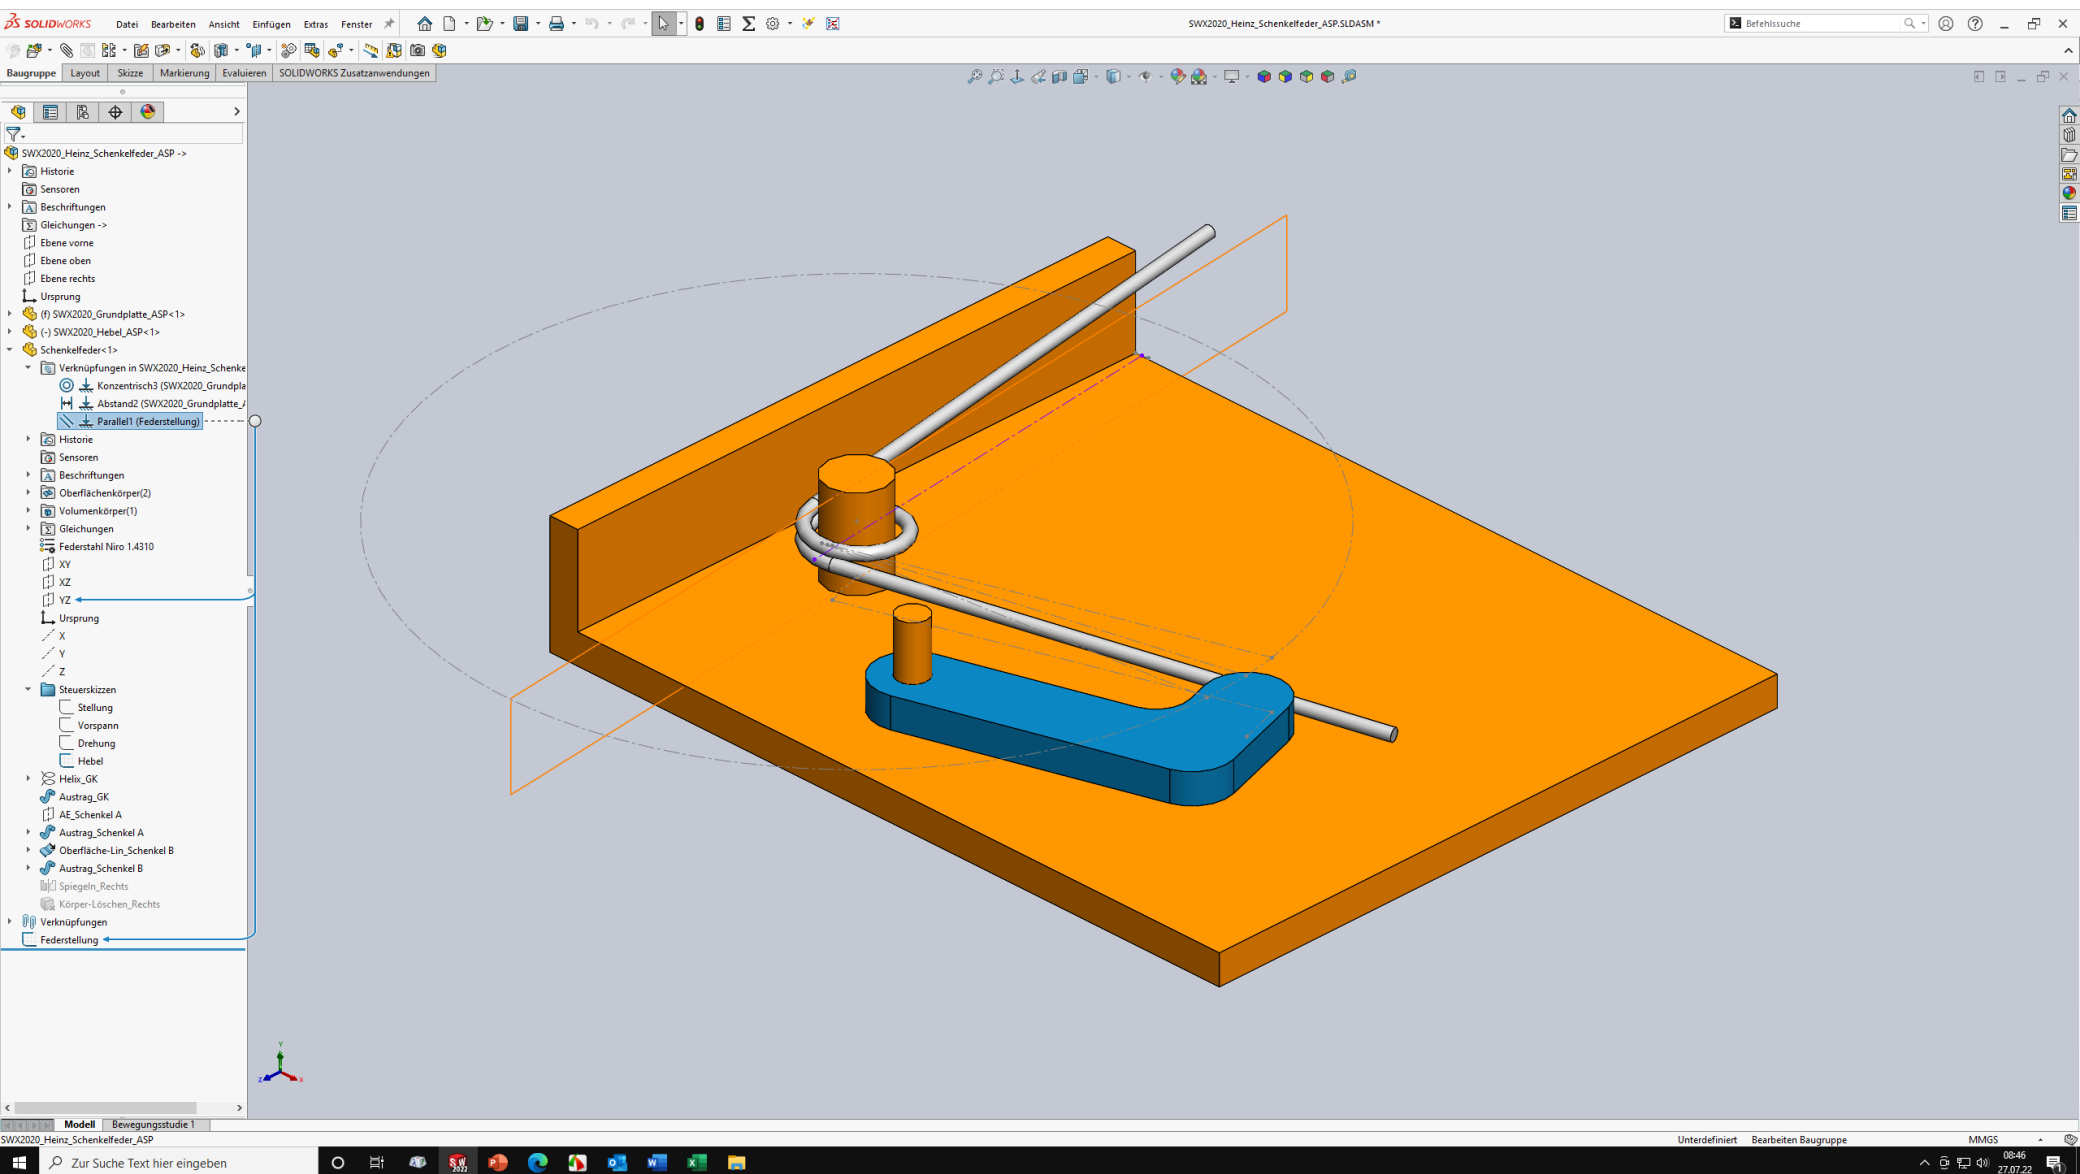 SOLIDWORKS Datei Bearbeiten Ansicht Einfügen Extras Fenster SWX2020_Heinz_Schenkelfeder_ASP.SLDASM * Befehlssuche
Baugruppe Layout Skizze Markierung Evaluieren SOLIDWORKS Zusatzanwendungen
SWX2020_Heinz_Schenkelfeder_ASP ->
Historie
Sensoren
Beschriftungen
Gleichungen ->
Ebene vorne
Ebene oben
Ebene rechts
Ursprung
(f) SWX2020_Grundplatte_ASP<1>
(-) SWX2020_Hebel_ASP<1>
Schenkelfeder<1>
Verknüpfungen in SWX2020_Heinz_Schenke
Konzentrisch3 (SWX2020_Grundpla
Abstand2 (SWX2020_Grundplatte_A
Parallel1 (Federstellung)
Historie
Sensoren
Beschriftungen
Oberflächenkörper(2)
Volumenkörper(1)
Gleichungen
Federstahl Niro 1.4310
XY
XZ
YZ
Ursprung
X
Y
Z
Steuerskizzen
Stellung
Vorspann
Drehung
Hebel
Helix_GK
Austrag_GK
AE_Schenkel A
Austrag_Schenkel A
Oberfläche-Lin_Schenkel B
Austrag_Schenkel B
Spiegeln_Rechts
Körper-Löschen_Rechts
Verknüpfungen
Federstellung
Y
Z X
Modell Bewegungsstudie 1
SWX2020_Heinz_Schenkelfeder_ASP Unterdefiniert Bearbeiten Baugruppe MMGS
Zur Suche Text hier eingeben
08:46
27.07.22